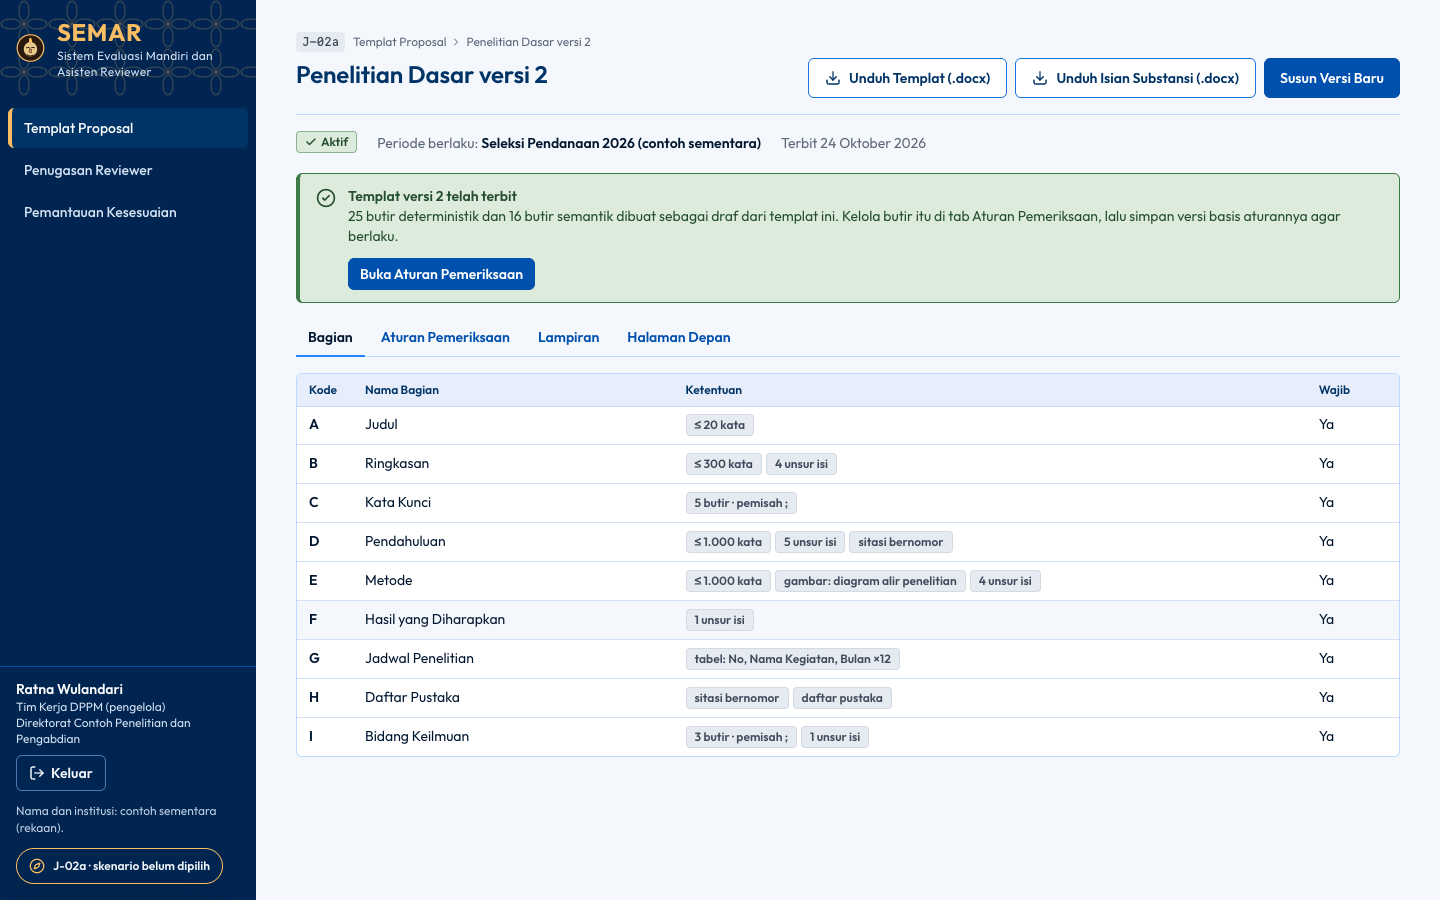 SEMAR
Sistem Evaluasi Mandiri dan
Asisten Reviewer
Templat Proposal
Penugasan Reviewer
Pemantauan Kesesuaian
Ratna Wulandari
Tim Kerja DPPM (pengelola)
Direktorat Contoh Penelitian dan
Pengabdian
Keluar
Nama dan institusi: contoh sementara
(rekaan).
J-02a · skenario belum dipilih
J-02a Templat Proposal > Penelitian Dasar versi 2
Penelitian Dasar versi 2
Unduh Templat (.docx)
Unduh Isian Substansi (.docx)
Susun Versi Baru
Aktif Periode berlaku: Seleksi Pendanaan 2026 (contoh sementara) Terbit 24 Oktober 2026
Templat versi 2 telah terbit
25 butir deterministik dan 16 butir semantik dibuat sebagai draf dari templat ini. Kelola butir itu di tab Aturan Pemeriksaan, lalu simpan versi basis aturannya agar
berlaku.
Buka Aturan Pemeriksaan
Bagian Aturan Pemeriksaan Lampiran Halaman Depan
Kode Nama Bagian Ketentuan Wajib
A Judul ≤ 20 kata Ya
B Ringkasan ≤ 300 kata 4 unsur isi Ya
C Kata Kunci 5 butir · pemisah ; Ya
D Pendahuluan ≤ 1.000 kata 5 unsur isi sitasi bernomor Ya
E Metode ≤ 1.000 kata gambar: diagram alir penelitian 4 unsur isi Ya
F Hasil yang Diharapkan 1 unsur isi Ya
G Jadwal Penelitian tabel: No, Nama Kegiatan, Bulan ×12 Ya
H Daftar Pustaka sitasi bernomor daftar pustaka Ya
I Bidang Keilmuan 3 butir · pemisah ; 1 unsur isi Ya